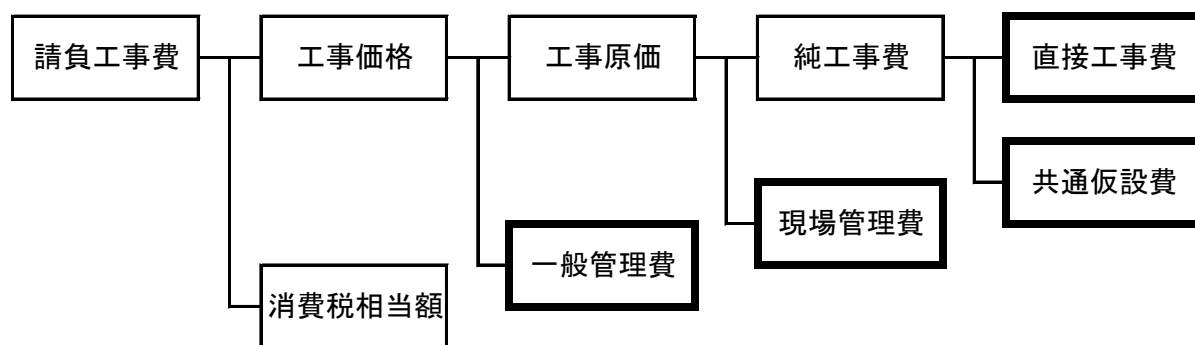 請負工事費
工事価格
工事原価
純工事費
直接工事費
共通仮設費
現場管理費
一般管理費
消費税相当額